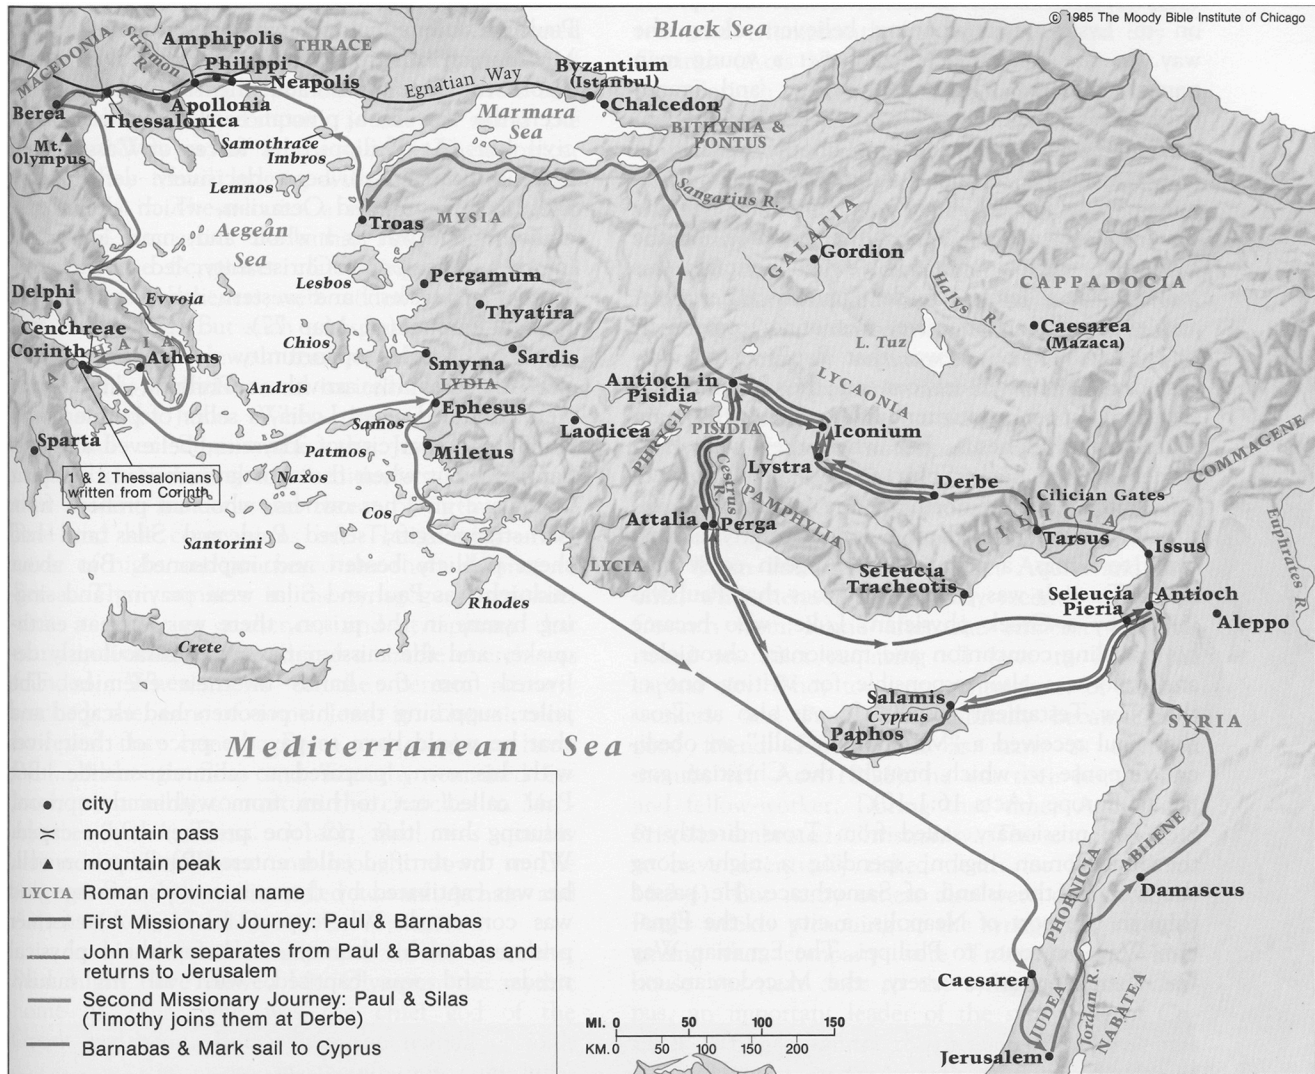 © 1985 The Moody Bible Institute of Chicago
Black Sea
MACEDONIA
Strymon R.
Amphipolis
Philippi
THRACE
Neapolis
Egnatian Way
Byzantium
(Istanbul)
Berea
Apollonia
Thessalonica
Chalcedon
Marmara
Sea
BITHYNIA &
PONTUS
Mt.
Olympus
Samothrace
Imbros
Lemnos
Sangarius R.
Troas
MYSIA
GALATIA
Aegean
Sea
Gordion
Lesbos
Pergamum
Halys R.
CAPPADOCIA
Delphi
Evvoia
Thyatira
Cenchreae
Corinth
ACHAIA
Athens
Chios
Smyrna
Sardis
L. Tuz
Caesarea
(Mazaca)
Andros
LYDIA
Ephesus
Antioch in
Pisidia
LYCAONIA
Samos
Laodicea
PHRYGIA
PISIDIA
Iconium
Sparta
Patmos
Miletus
Lystra
COMMAGENE
1 & 2 Thessalonians
written from Corinth
Naxos
Cestrus R.
PAMPHYLIA
Derbe
Cilician Gates
CILICIA
Cos
Attalia
Perga
Tarsus
Issus
Euphrates R.
Santorini
LYCIA
Seleucia
Tracheotis
Seleucia
Pieria
Antioch
Rhodes
Aleppo
Crete
Salamis
Cyprus
Paphos
SYRIA
Mediterranean Sea
city
mountain pass
mountain peak
LYCIA Roman provincial name
First Missionary Journey: Paul & Barnabas
John Mark separates from Paul & Barnabas and
returns to Jerusalem
Second Missionary Journey: Paul & Silas
(Timothy joins them at Derbe)
Barnabas & Mark sail to Cyprus
PHOENICIA
ABILENE
Damascus
Caesarea
JUDEA
Jordan R.
NABATEA
Jerusalem
MI. 0 50 100 150
KM. 0 50 100 150 200